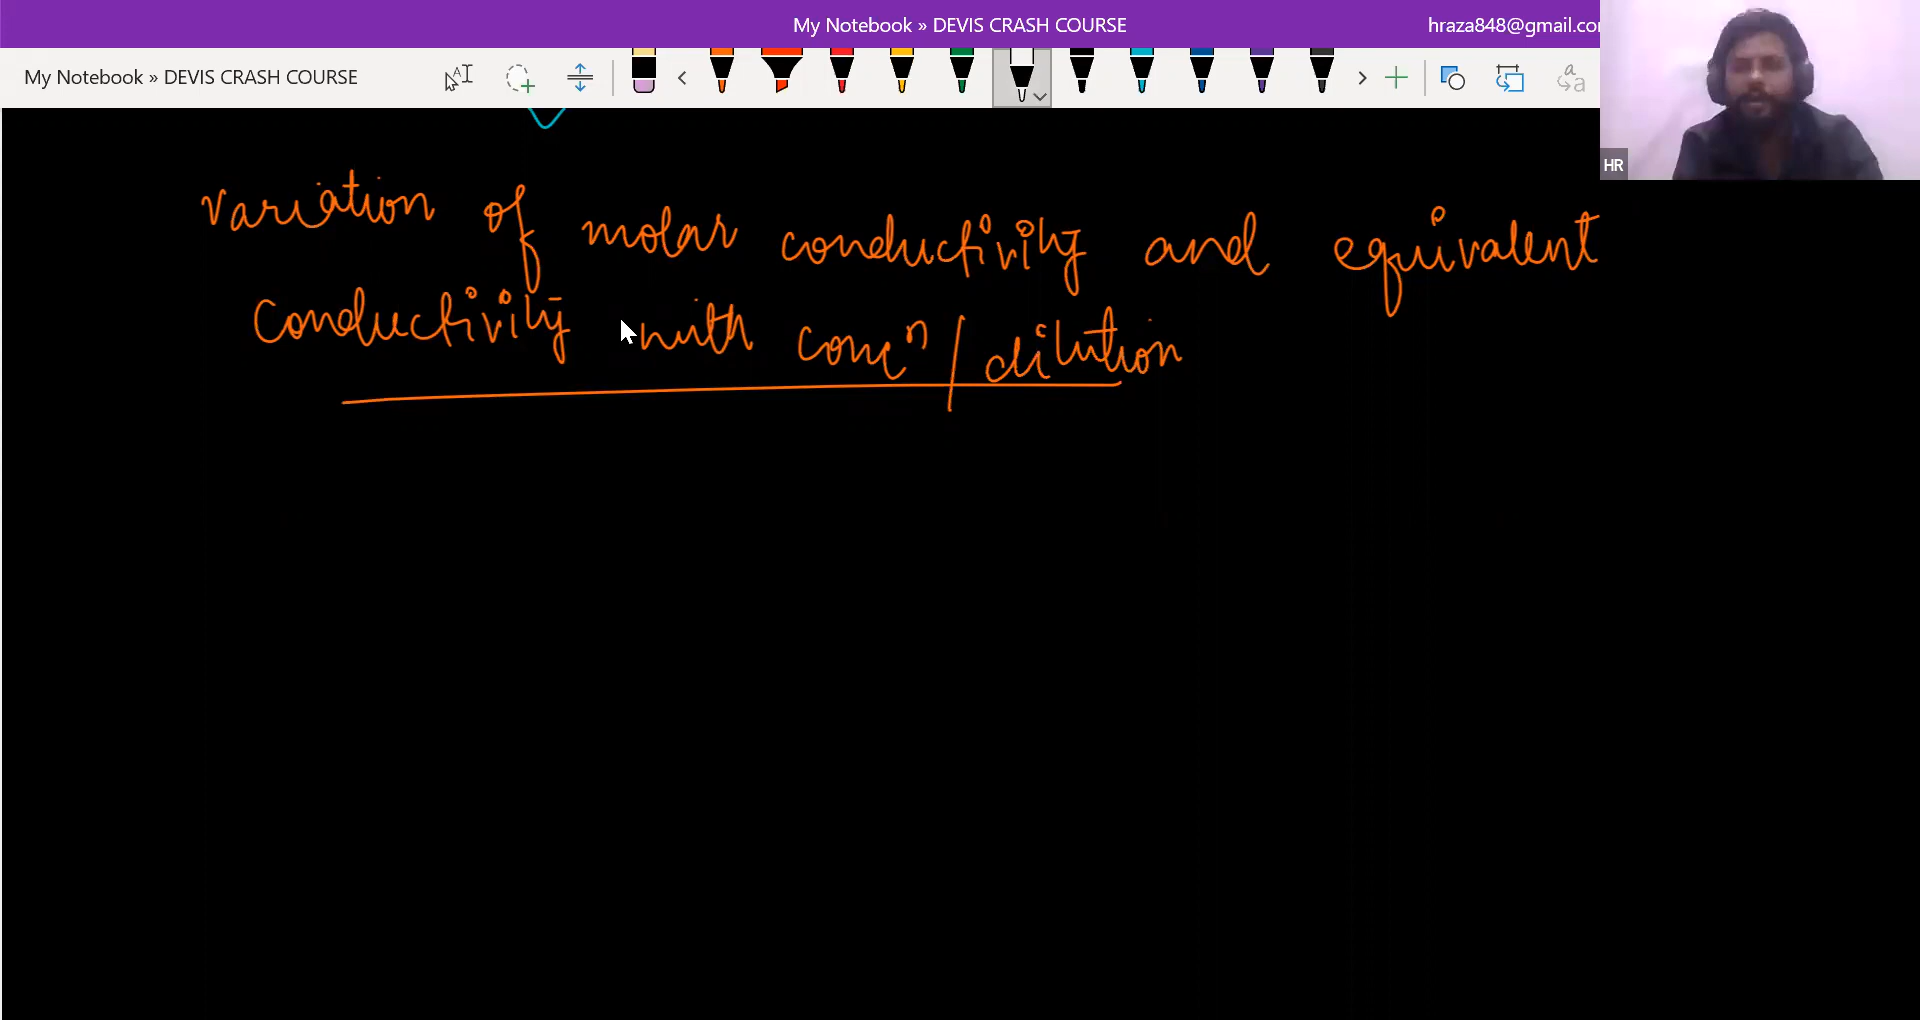 My Notebook » DEVIS CRASH COURSE
hraza848@gmail.co
My Notebook » DEVIS CRASH COURSE
HR
Variation of molar conductivity and equivalent
Conductivity with concⁿ/dilution